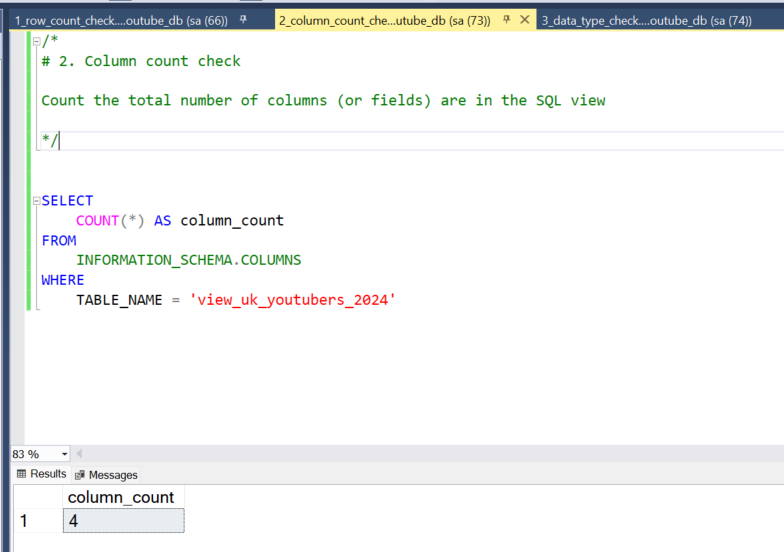 1_row_count_check....outube_db (sa (66))
2_column_count_che...utube_db (sa (73))
3_data_type_check....outube_db (sa (74))
/*
# 2. Column count check
Count the total number of columns (or fields) are in the SQL view
*/
SELECT
COUNT(*) AS column_count
FROM
INFORMATION_SCHEMA.COLUMNS
WHERE
TABLE_NAME = 'view_uk_youtubers_2024'
83 %
Results
Messages
column_count
1 4